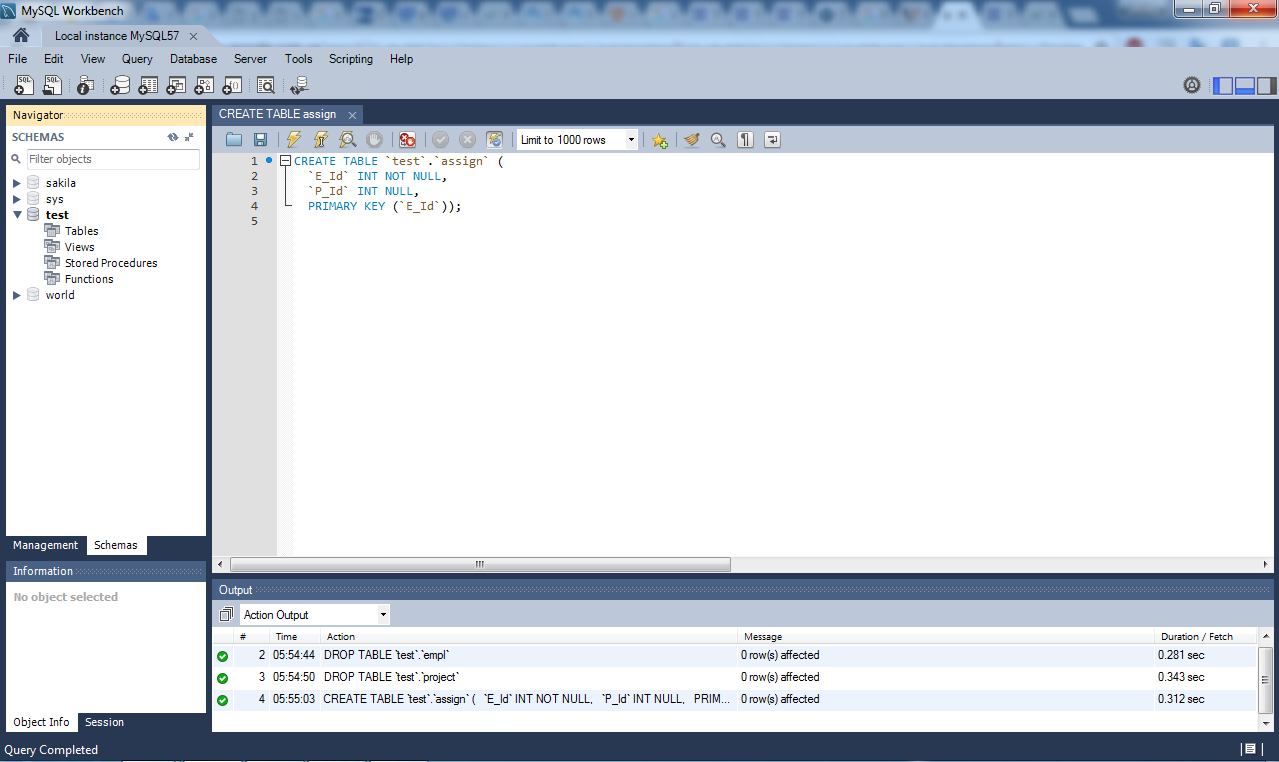 MySQL Workbench
Local instance MySQL57
File Edit View Query Database Server Tools Scripting Help
Navigator
SCHEMAS
Filter objects
sakila
sys
test
Tables
Views
Stored Procedures
Functions
world
Management Schemas
Information
No object selected
Object Info Session
CREATE TABLE assign
Limit to 1000 rows
1 CREATE TABLE `test`.`assign` (
2 `E_Id` INT NOT NULL,
3 `P_Id` INT NULL,
4 PRIMARY KEY (`E_Id`));
5
Output
Action Output
# Time Action Message Duration / Fetch
2 05:54:44 DROP TABLE `test`.`empl` 0 row(s) affected 0.281 sec
3 05:54:50 DROP TABLE `test`.`project` 0 row(s) affected 0.343 sec
4 05:55:03 CREATE TABLE `test`.`assign` ( `E_Id` INT NOT NULL, `P_Id` INT NULL, PRIM... 0 row(s) affected 0.312 sec
Query Completed